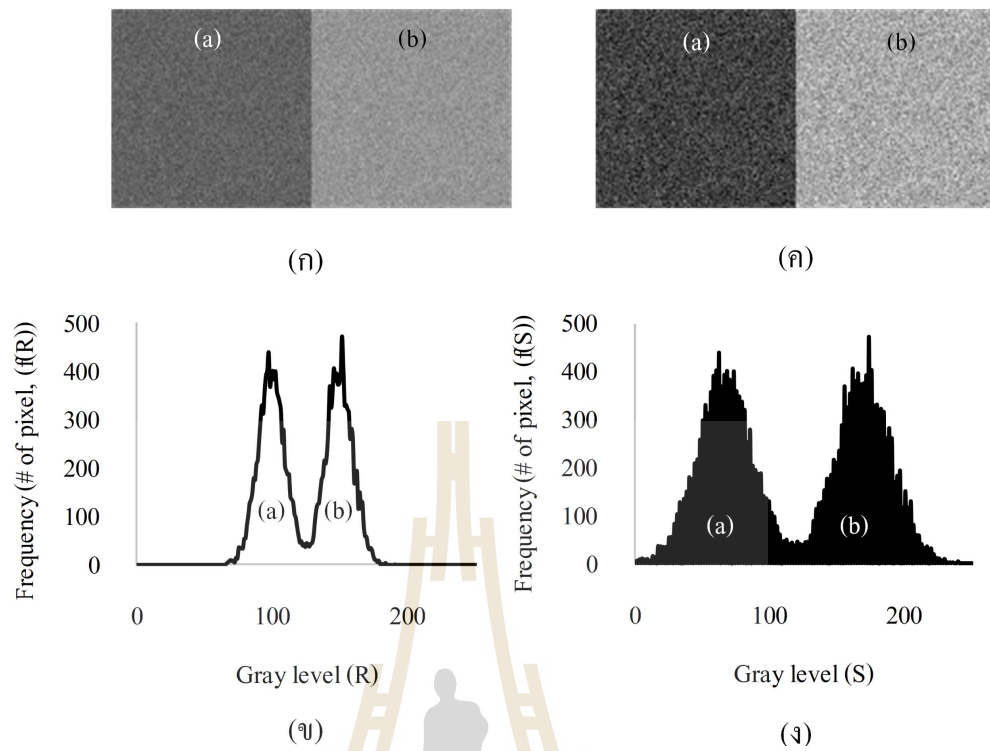 (a) (b)
(a) (b)
(ก)
(ค)
Frequency (# of pixel, (f(R))
500
400
300
200
100
0
(a) (b)
0 100 200
Gray level (R)
(ข)
Frequency (# of pixel, (f(S))
500
400
300
200
100
0
(a) (b)
0 100 200
Gray level (S)
(ง)